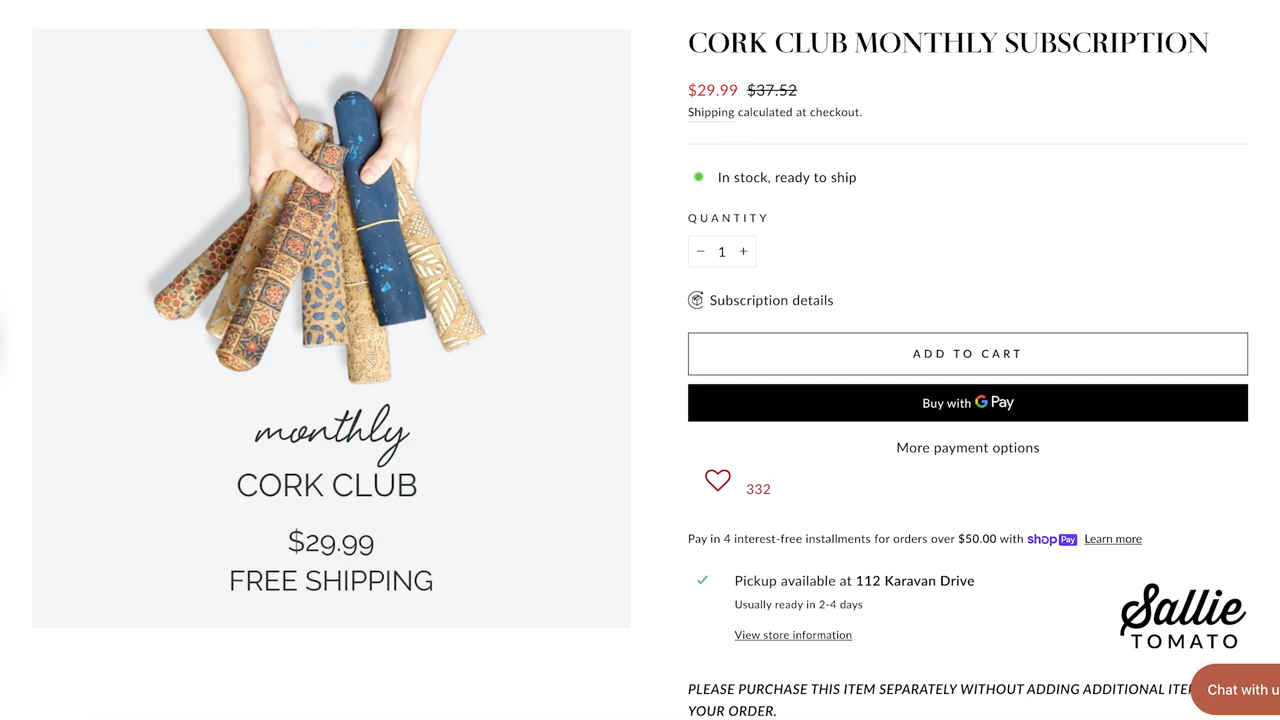 monthly
CORK CLUB
$29.99
FREE SHIPPING
CORK CLUB MONTHLY SUBSCRIPTION
$29.99 $37.52
Shipping calculated at checkout.
In stock, ready to ship
QUANTITY
− 1 +
Subscription details
ADD TO CART
Buy with G Pay
More payment options
332
Pay in 4 interest-free installments for orders over $50.00 with shop Pay Learn more
Pickup available at 112 Karavan Drive
Usually ready in 2-4 days
View store information
Sallie
TOMATO
PLEASE PURCHASE THIS ITEM SEPARATELY WITHOUT ADDING ADDITIONAL
YOUR ORDER.
Chat with